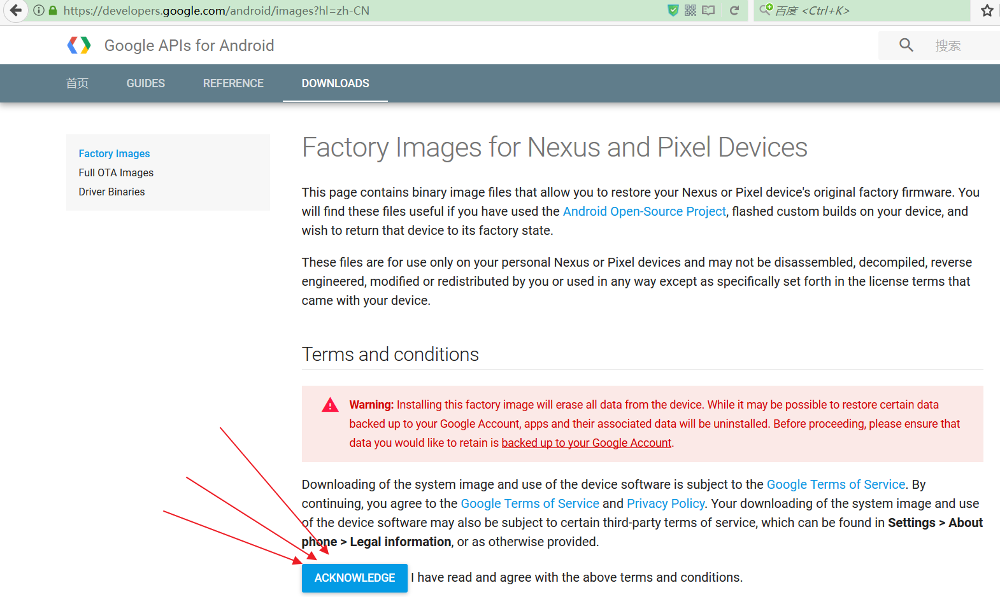 https://developers.google.com/android/images?hl=zh-CN
百度 <Ctrl+K>
Google APIs for Android
搜索
首页
GUIDES
REFERENCE
DOWNLOADS
Factory Images
Full OTA Images
Driver Binaries
Factory Images for Nexus and Pixel Devices
This page contains binary image files that allow you to restore your Nexus or Pixel device's original factory firmware. You
will find these files useful if you have used the Android Open-Source Project, flashed custom builds on your device, and
wish to return that device to its factory state.
These files are for use only on your personal Nexus or Pixel devices and may not be disassembled, decompiled, reverse
engineered, modified or redistributed by you or used in any way except as specifically set forth in the license terms that
came with your device.
Terms and conditions
Warning: Installing this factory image will erase all data from the device. While it may be possible to restore certain data
backed up to your Google Account, apps and their associated data will be uninstalled. Before proceeding, please ensure that
data you would like to retain is backed up to your Google Account.
Downloading of the system image and use of the device software is subject to the Google Terms of Service. By
continuing, you agree to the Google Terms of Service and Privacy Policy. Your downloading of the system image and use
of the device software may also be subject to certain third-party terms of service, which can be found in Settings > About
phone > Legal information, or as otherwise provided.
ACKNOWLEDGE I have read and agree with the above terms and conditions.